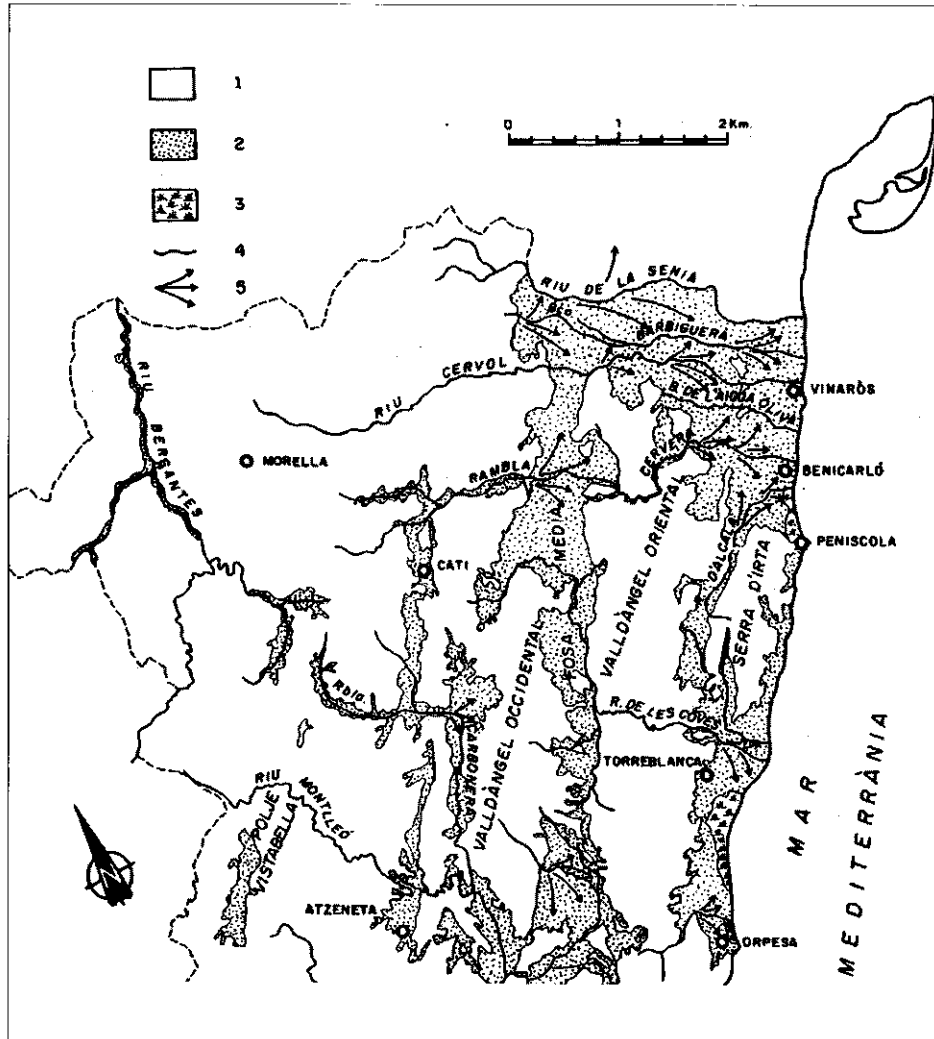 1
2
3
4
5
0 1 2 Km.
RIU DE LA SENIA
BARBIGUERA
RIU CERVOL
VINARÒS
R. DE L'AIGUA OLIVA
RIU BERGANTES
MORELLA
RAMBLA CERVERA
BENICARLÓ
PENISCOLA
CATI
FOSA MEDIA
VALLDÀNGEL ORIENTAL
D'ALCALÀ
SERRA D'IRTA
VALLDÀNGEL OCCIDENTAL
Rbla.
CARBONERA
R. DE LES COVES
TORREBLANCA
RIU MONTLLEÓ
POLJE
VISTABELLA
ATZENETA
ORPESA
MAR
MEDITERRÀNIA
N